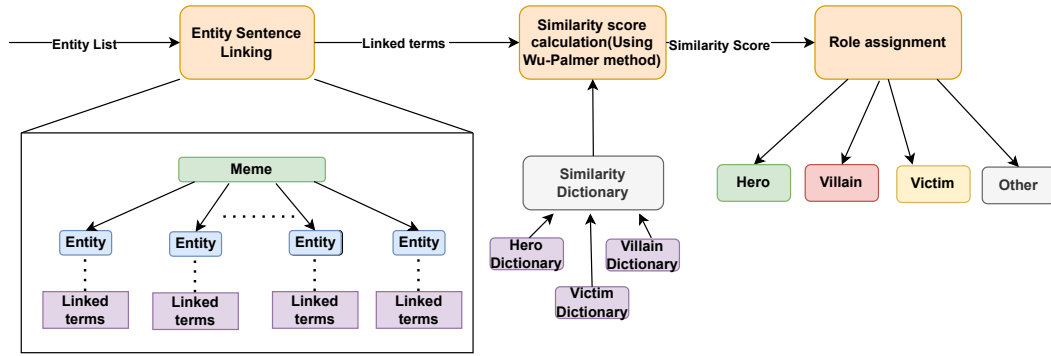 Entity List
Entity Sentence
Linking
Linked terms
Similarity score
calculation(Using
Wu-Palmer method)
Similarity Score
Role assignment
Meme
Entity
Entity
Entity
Entity
Linked
terms
Linked
terms
Linked
terms
Linked
terms
Similarity
Dictionary
Hero
Dictionary
Victim
Dictionary
Villain
Dictionary
Hero
Villain
Victim
Other